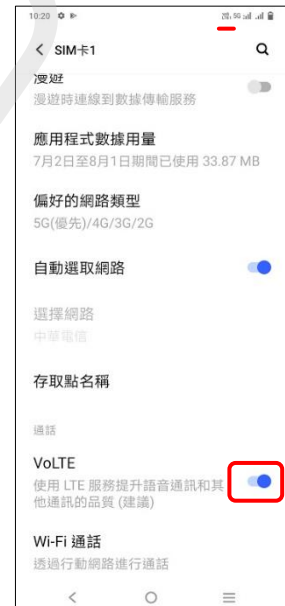 10:20
5G
SIM卡1
漫遊
漫遊時連線到數據傳輸服務
應用程式數據用量
7月2日至8月1日期間已使用 33.87 MB
偏好的網路類型
5G(優先)/4G/3G/2G
自動選取網路
選擇網路
中華電信
存取點名稱
通話
VoLTE
使用 LTE 服務提升語音通訊和其
他通訊的品質 (建議)
Wi-Fi 通話
透過行動網路進行通話